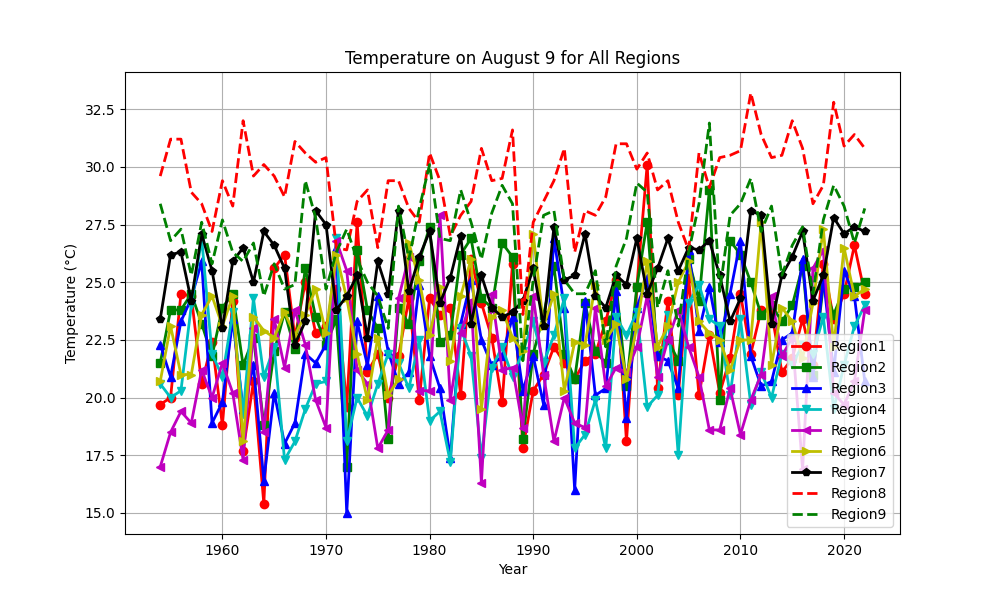 Temperature on August 9 for All Regions
Temperature (°C)
32.5
30.0
27.5
25.0
22.5
20.0
17.5
15.0
1960 1970 1980 1990 2000 2010 2020
Year
Region1
Region2
Region3
Region4
Region5
Region6
Region7
Region8
Region9